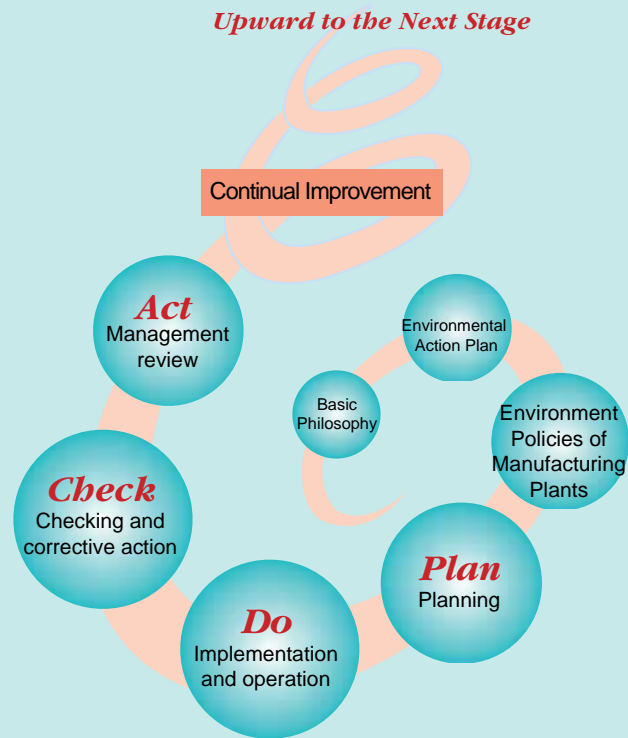 Upward to the Next Stage
Continual Improvement
Act
Management
review
Environmental
Action Plan
Basic
Philosophy
Environment
Policies of
Manufacturing
Plants
Check
Checking and
corrective action
Plan
Planning
Do
Implementation
and operation